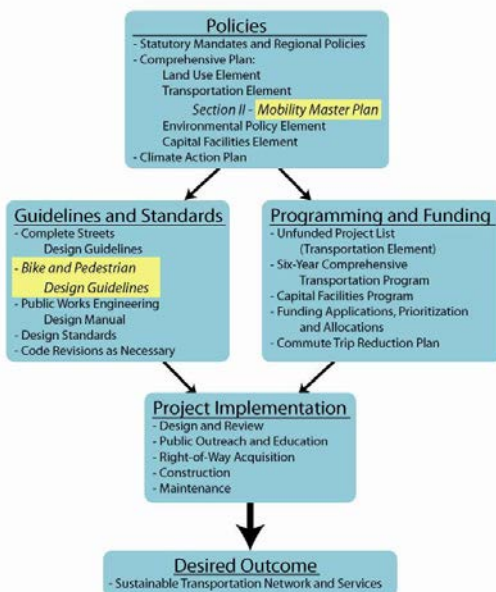 Policies
- Statutory Mandates and Regional Policies
- Comprehensive Plan:
Land Use Element
Transportation Element
Section II - Mobility Master Plan
Environmental Policy Element
Capital Facilities Element
- Climate Action Plan
Guidelines and Standards
- Complete Streets
Design Guidelines
- Bike and Pedestrian
Design Guidelines
- Public Works Engineering
Design Manual
- Design Standards
- Code Revisions as Necessary
Programming and Funding
- Unfunded Project List
(Transportation Element)
- Six-Year Comprehensive
Transportation Program
- Capital Facilities Program
- Funding Applications, Prioritization
and Allocations
- Commute Trip Reduction Plan
Project Implementation
- Design and Review
- Public Outreach and Education
- Right-of-Way Acquisition
- Construction
- Maintenance
Desired Outcome
- Sustainable Transportation Network and Services